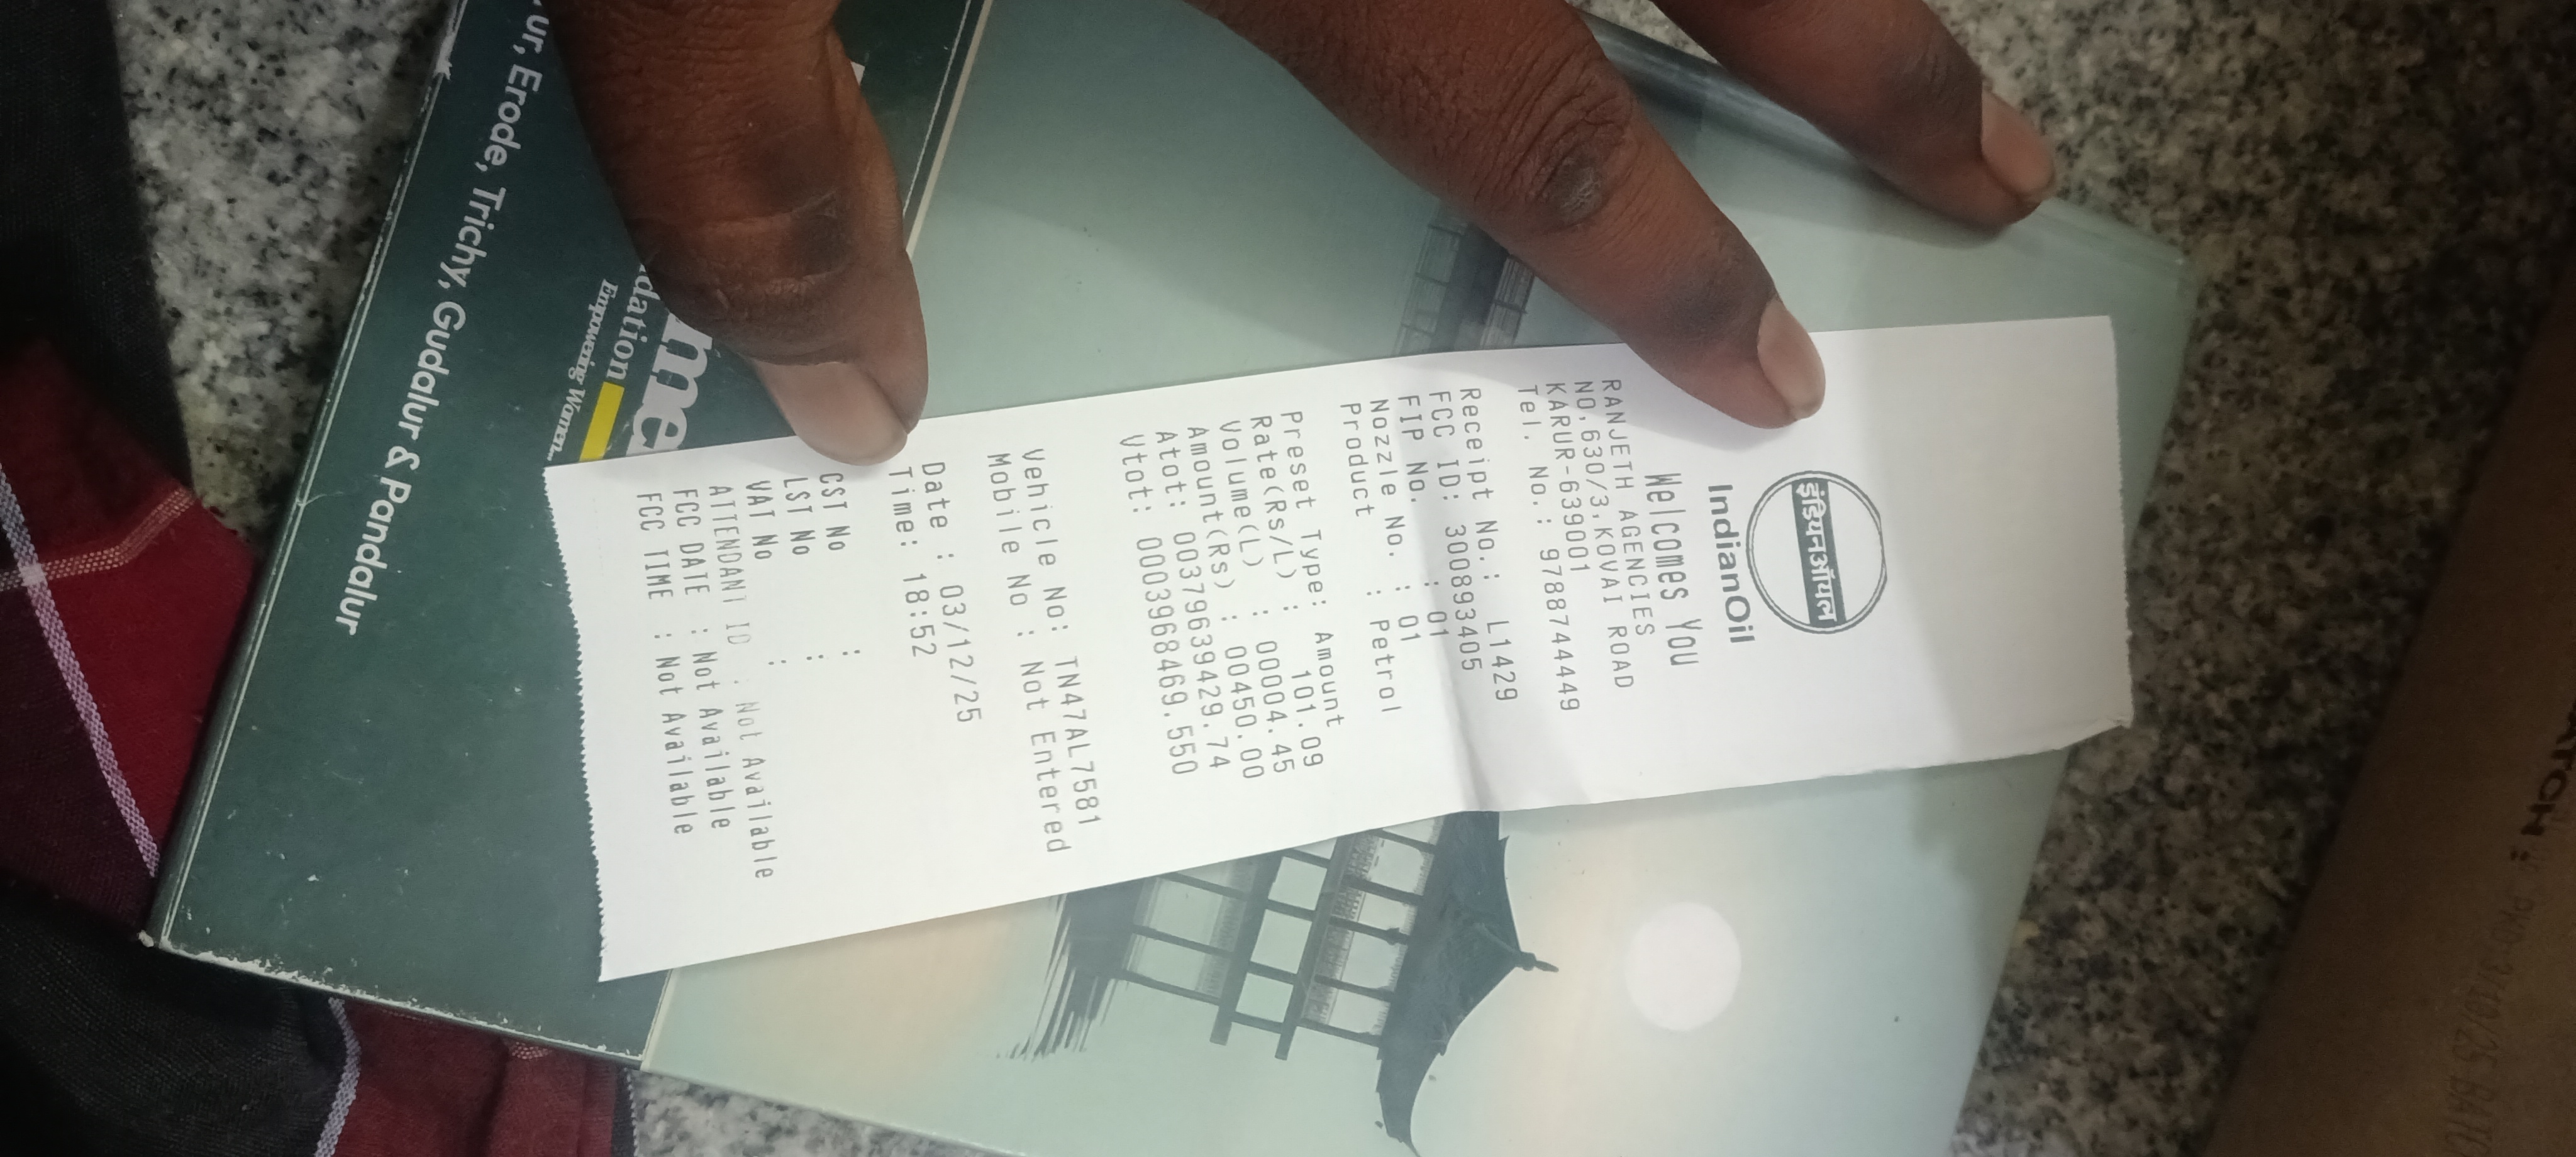 इंडियनऑयल
IndianOil
Welcomes You
RANJETH AGENCIES
NO,630/3,KOVAI ROAD
KARUR-639001
Tel. No.: 9788744449
Receipt No.: L1429
FCC ID: 3008934​05
FIP No. : 01
Nozzle No. : 01
Product : Petrol
Preset Type: Amount
Rate(Rs/L) : 101.09
Volume(L) : 00004.45
Amount(Rs) : 00450.00
Atot: 00379639429.74
Vtot: 00039684​69.550
Vehicle No: TN47AL7581
Mobile No : Not Entered
Date : 03/12/25
Time: 18:52
CST No :
LST No :
VAT No :
ATTENDANT ID : Not Available
FCC DATE : Not Available
FCC TIME : Not Available
dation
Empowering Women...
Erode, Trichy, Gudalur & Pandalur